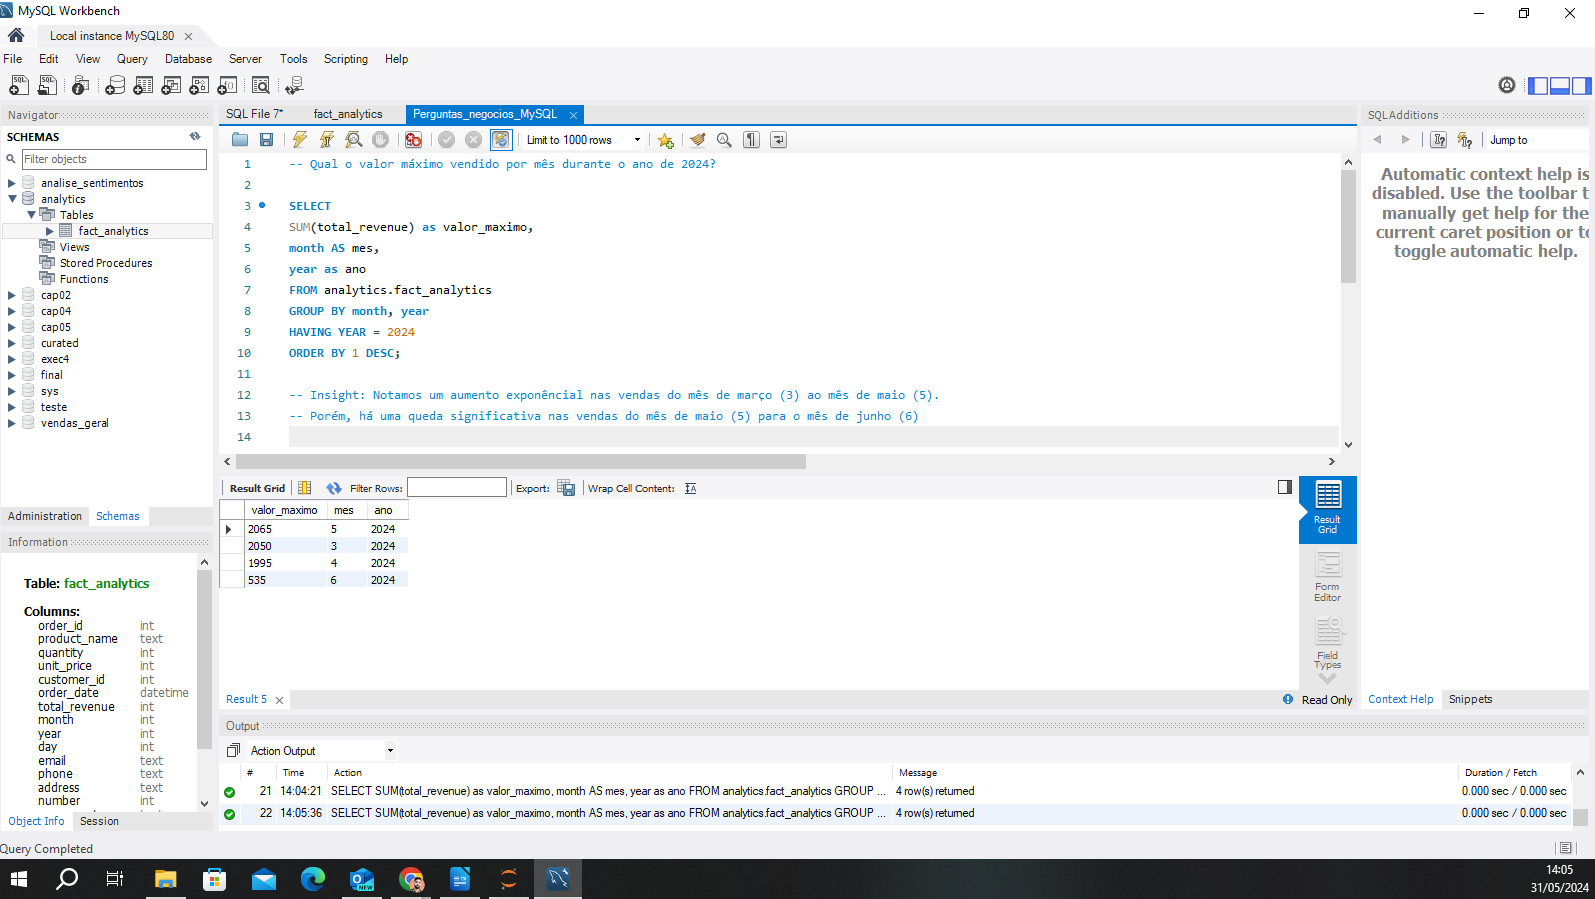 MySQL Workbench
Local instance MySQL80
File Edit View Query Database Server Tools Scripting Help
Navigator
SCHEMAS
Filter objects
analise_sentimentos
analytics
Tables
fact_analytics
Views
Stored Procedures
Functions
cap02
cap04
cap05
curated
exec4
final
sys
teste
vendas_geral
Administration Schemas
Information
Table: fact_analytics
Columns:
order_id int
product_name text
quantity int
unit_price int
customer_id int
order_date datetime
total_revenue int
month int
year int
day int
email text
phone text
address text
number int
Object Info Session
Query Completed
SQL File 7* fact_analytics Perguntas_negocios_MySQL
Limit to 1000 rows
1 -- Qual o valor máximo vendido por mês durante o ano de 2024?
2
3 SELECT
4 SUM(total_revenue) as valor_maximo,
5 month AS mes,
6 year as ano
7 FROM analytics.fact_analytics
8 GROUP BY month, year
9 HAVING YEAR = 2024
10 ORDER BY 1 DESC;
11
12 -- Insight: Notamos um aumento exponêncial nas vendas do mês de março (3) ao mês de maio (5).
13 -- Porém, há uma queda significativa nas vendas do mês de maio (5) para o mês de junho (6)
14
Result Grid Filter Rows: Export: Wrap Cell Content:
valor_maximo mes ano
2065 5 2024
2050 3 2024
1995 4 2024
535 6 2024
Result Grid
Form Editor
Field Types
Result 5
Read Only
Output
Action Output
# Time Action Message Duration / Fetch
21 14:04:21 SELECT SUM(total_revenue) as valor_maximo, month AS mes, year as ano FROM analytics.fact_analytics GROUP ... 4 row(s) returned 0.000 sec / 0.000 sec
22 14:05:36 SELECT SUM(total_revenue) as valor_maximo, month AS mes, year as ano FROM analytics.fact_analytics GROUP ... 4 row(s) returned 0.000 sec / 0.000 sec
SQLAdditions
Jump to
Automatic context help is
disabled. Use the toolbar t
manually get help for the
current caret position or to
toggle automatic help.
Context Help Snippets
14:05
31/05/2024